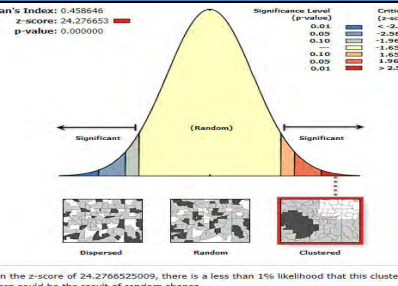 an's Index: 0.458646
z-score: 24.276653
p-value: 0.000000
Significance Level
(p-value)
0.01
0.05
0.10
---
0.10
0.05
0.01
(z-sc
< -2.
-2.58
-1.96
-1.65
1.65
1.96
> 2.5
Significant
(Random)
Significant
Dispersed
Random
Clustered
n the z-score of 24.2766525009, there is a less than 1% likelihood that this cluste
could be the result of random chance